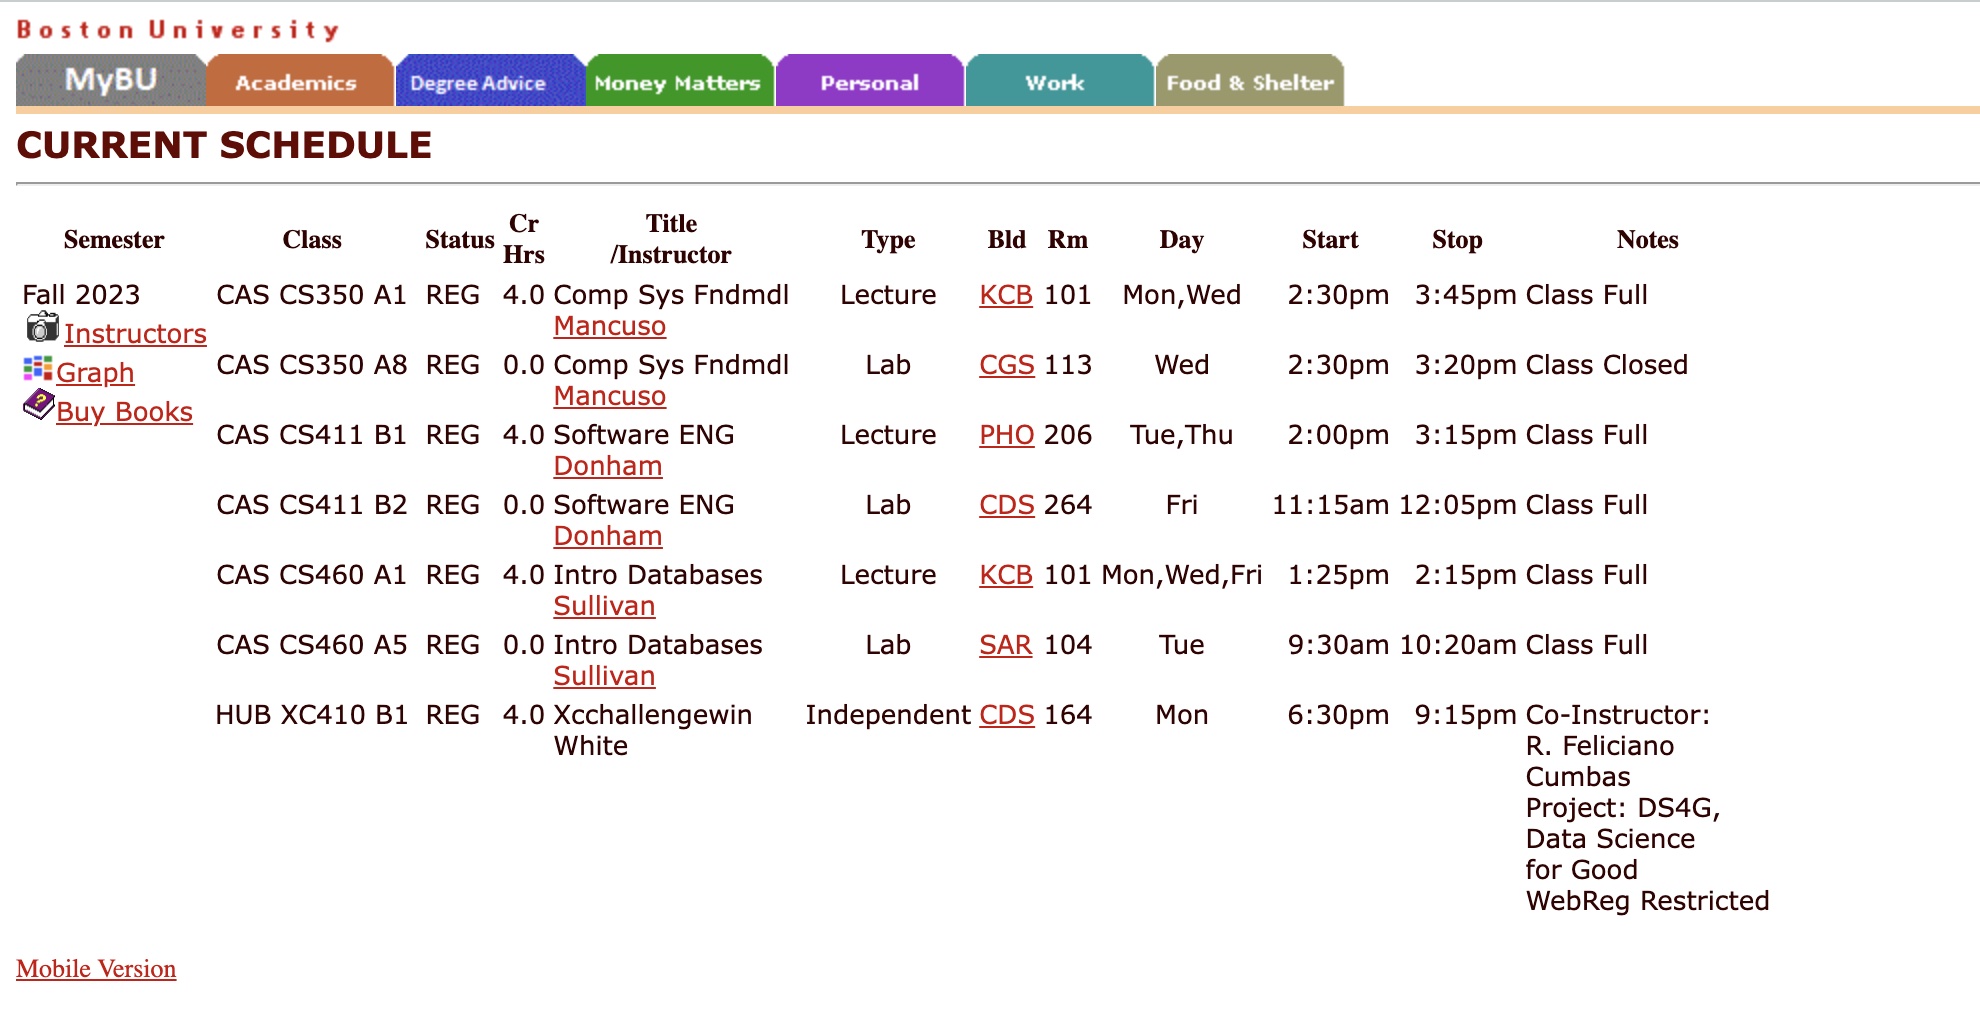 Boston University
MyBU Academics Degree Advice Money Matters Personal Work Food & Shelter
CURRENT SCHEDULE
Semester Class Status Cr Hrs Title /Instructor Type Bld Rm Day Start Stop Notes
Fall 2023 CAS CS350 A1 REG 4.0 Comp Sys Fndmdl Lecture KCB 101 Mon,Wed 2:30pm 3:45pm Class Full
Instructors Mancuso
Graph CAS CS350 A8 REG 0.0 Comp Sys Fndmdl Lab CGS 113 Wed 2:30pm 3:20pm Class Closed
Buy Books Mancuso
CAS CS411 B1 REG 4.0 Software ENG Lecture PHO 206 Tue,Thu 2:00pm 3:15pm Class Full
Donham
CAS CS411 B2 REG 0.0 Software ENG Lab CDS 264 Fri 11:15am 12:05pm Class Full
Donham
CAS CS460 A1 REG 4.0 Intro Databases Lecture KCB 101 Mon,Wed,Fri 1:25pm 2:15pm Class Full
Sullivan
CAS CS460 A5 REG 0.0 Intro Databases Lab SAR 104 Tue 9:30am 10:20am Class Full
Sullivan
HUB XC410 B1 REG 4.0 Xcchallengewin Independent CDS 164 Mon 6:30pm 9:15pm Co-Instructor:
White R. Feliciano
Cumbas
Project: DS4G,
Data Science
for Good
WebReg Restricted
Mobile Version